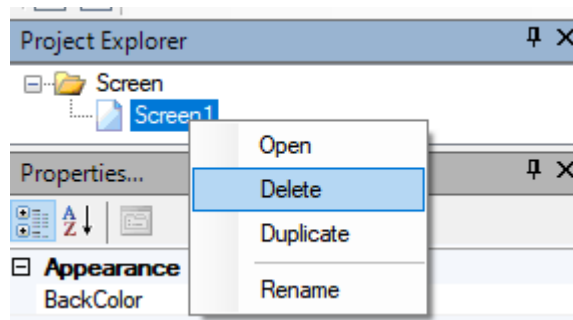 Project Explorer
Screen
Screen1
Open
Delete
Duplicate
Rename
Properties...
A
Z
Appearance
BackColor